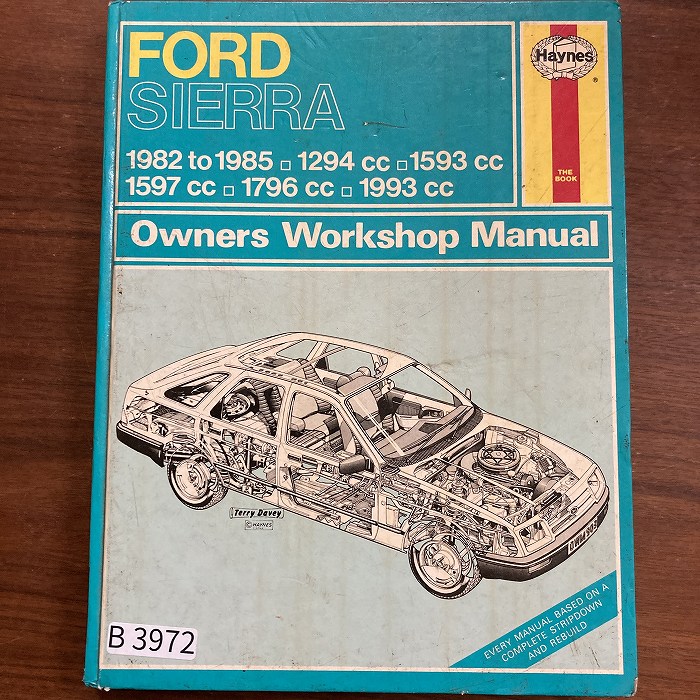 FORD
SIERRA
Haynes
®
THE
BOOK
1982 to 1985 □ 1294 cc □ 1593 cc
1597 cc □ 1796 cc □ 1993 cc
Owners Workshop Manual
Terry Davey
© HAYNES
EVERY MANUAL BASED ON A
COMPLETE STRIPDOWN
AND REBUILD
B 3972